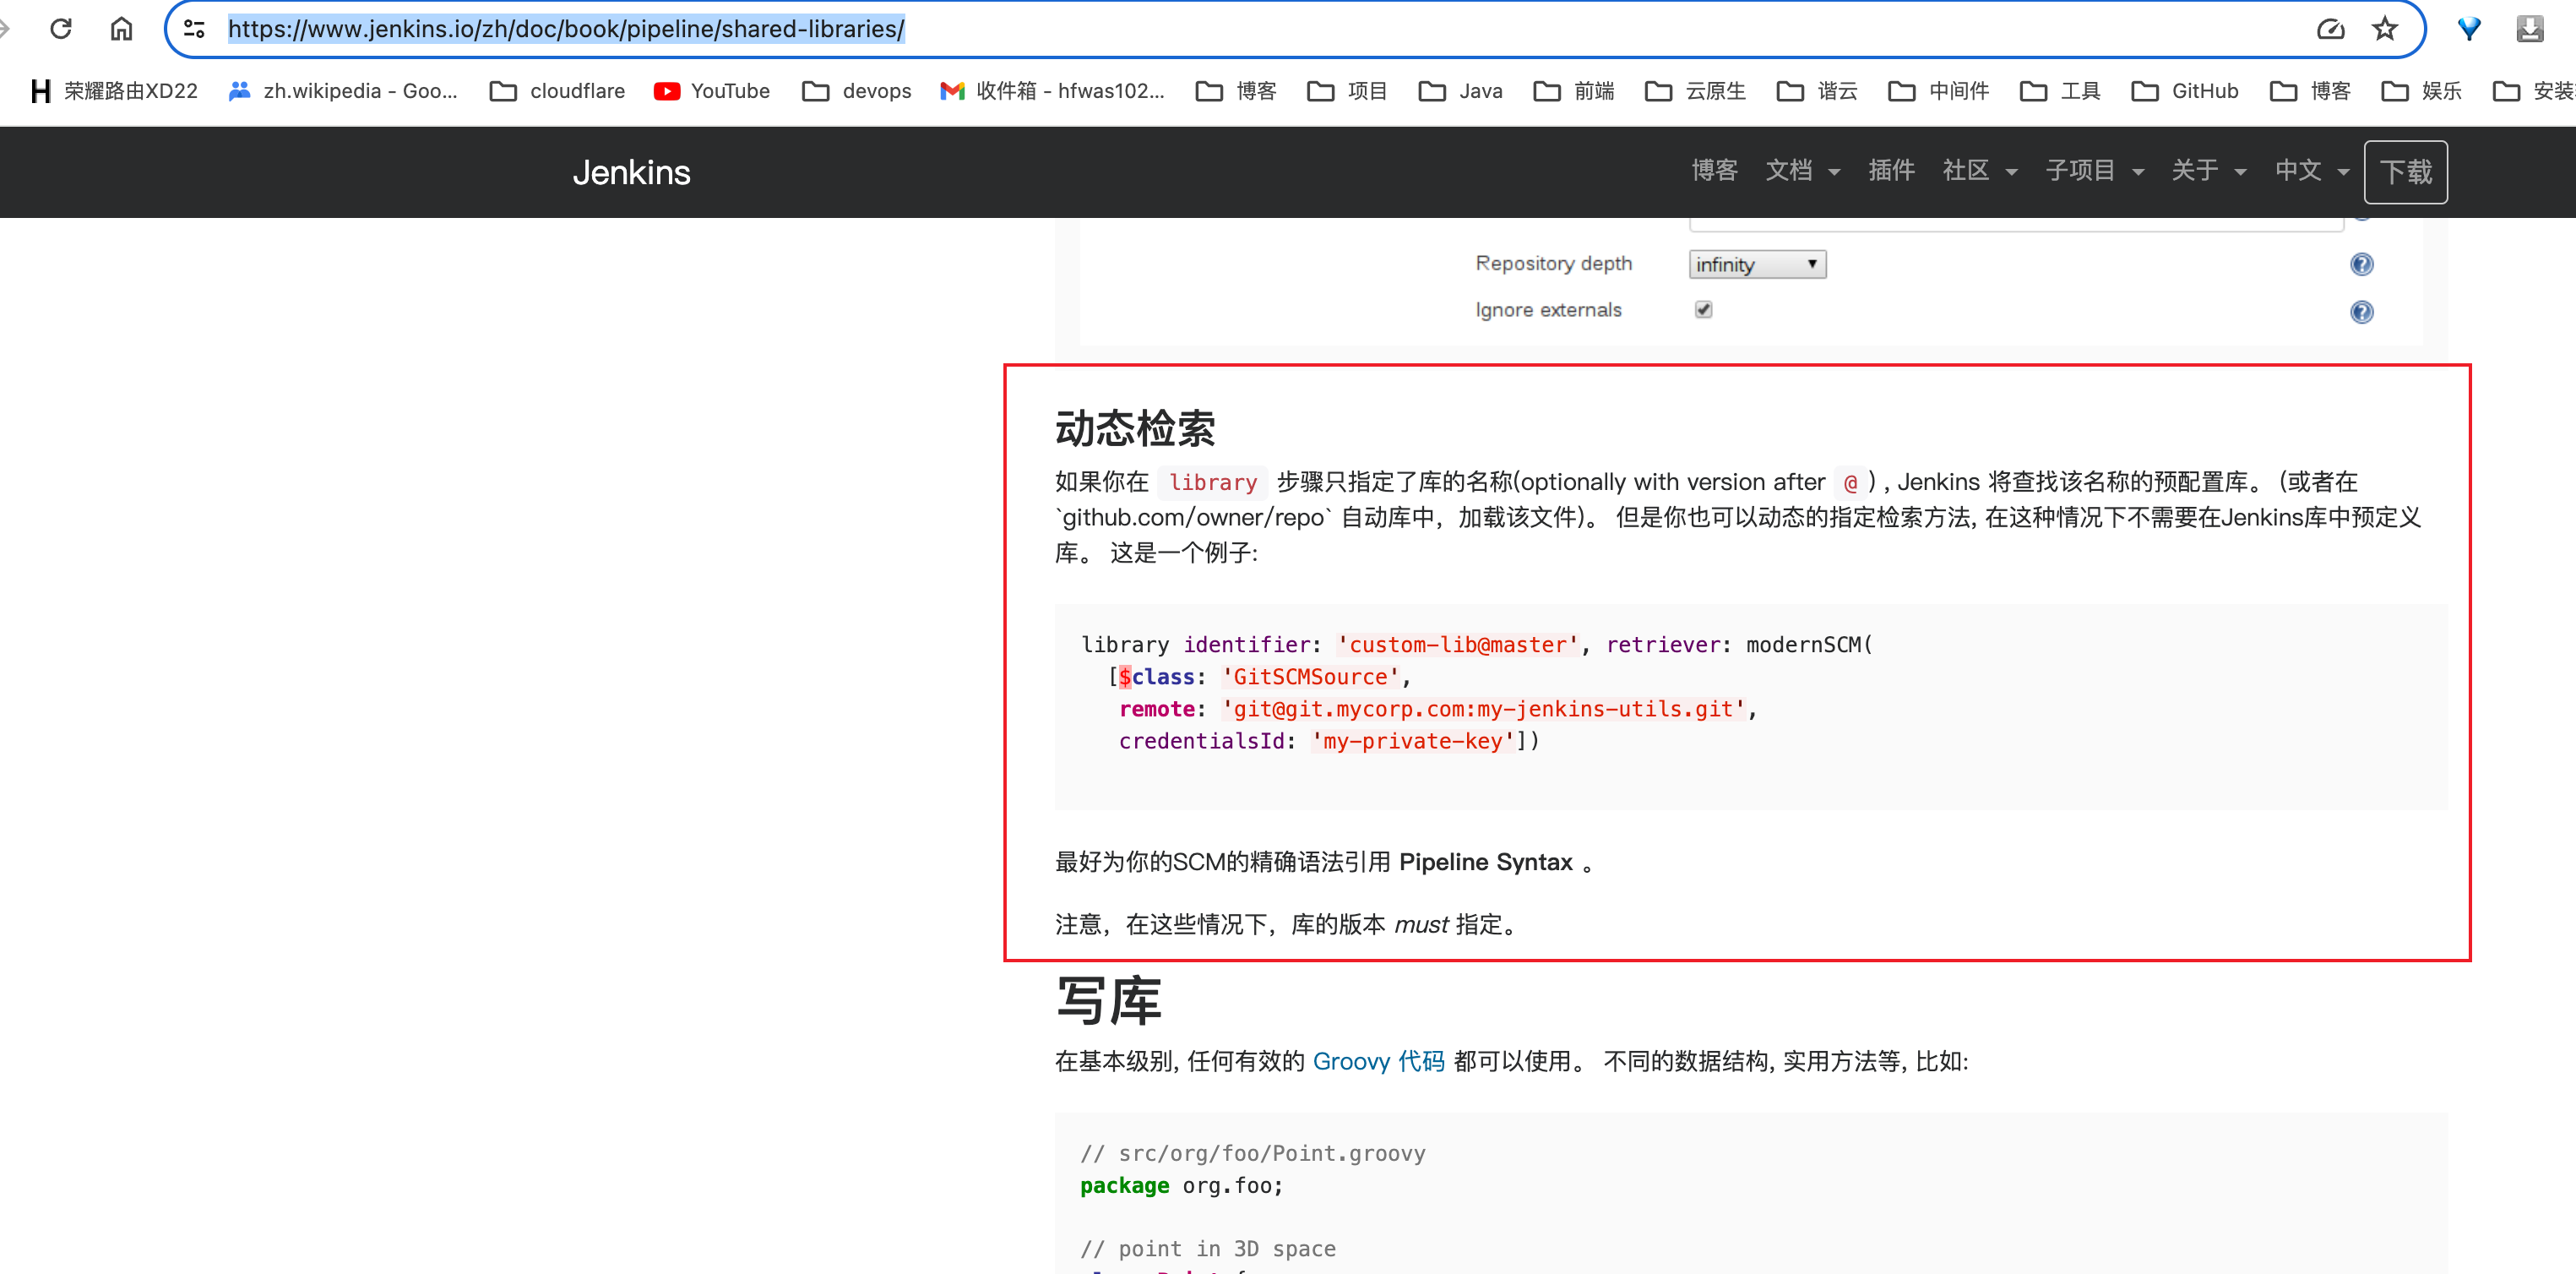 https://www.jenkins.io/zh/doc/book/pipeline/shared-libraries/
荣耀路由XD22 zh.wikipedia - Goo... cloudflare YouTube devops 收件箱 - hfwas102... 博客 项目 Java 前端 云原生 谐云 中间件 工具 GitHub 博客 娱乐 安装
Jenkins 博客 文档 插件 社区 子项目 关于 中文 下载
Repository depth infinity
Ignore externals
动态检索
如果你在 library 步骤只指定了库的名称(optionally with version after @ ) , Jenkins 将查找该名称的预配置库。 (或者在
`github.com/owner/repo` 自动库中，加载该文件)。 但是你也可以动态的指定检索方法, 在这种情况下不需要在Jenkins库中预定义
库。 这是一个例子:
library identifier: 'custom-lib@master', retriever: modernSCM(
[$class: 'GitSCMSource',
remote: 'git@git.mycorp.com:my-jenkins-utils.git',
credentialsId: 'my-private-key'])
最好为你的SCM的精确语法引用 Pipeline Syntax 。
注意，在这些情况下，库的版本 must 指定。
写库
在基本级别, 任何有效的 Groovy 代码 都可以使用。 不同的数据结构, 实用方法等, 比如:
// src/org/foo/Point.groovy
package org.foo;
// point in 3D space